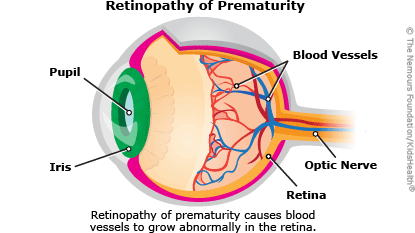 Retinopathy of Prematurity
Blood Vessels
Pupil
Iris
Optic Nerve
Retina
Retinopathy of prematurity causes blood
vessels to grow abnormally in the retina.
© The Nemours Foundation/KidsHealth®